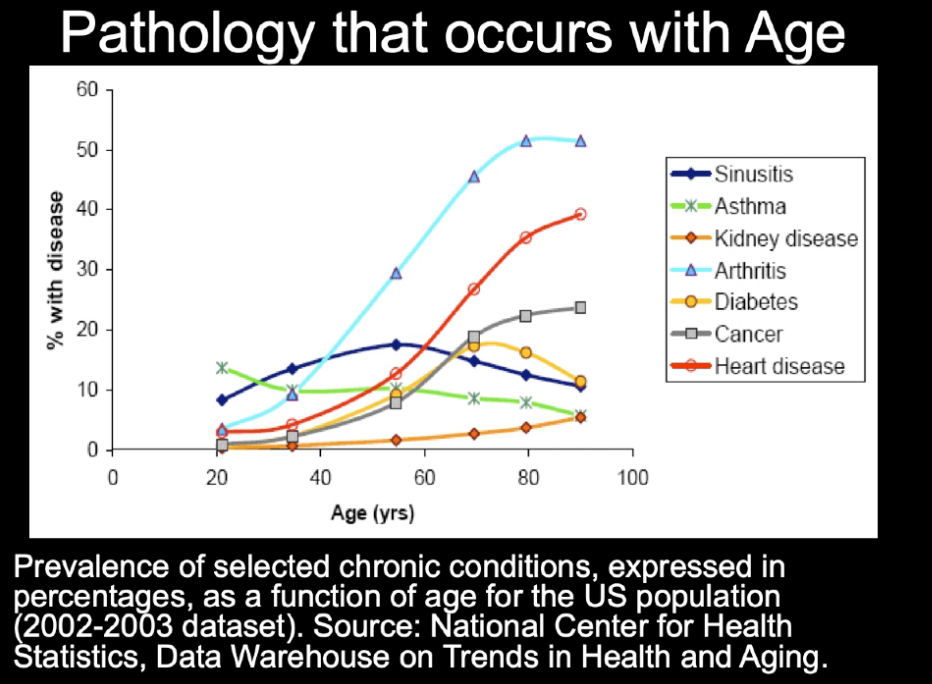 Pathology that occurs with Age
60
50
40
30
20
10
0
% with disease
0 20 40 60 80 100
Age (yrs)
Sinusitis
Asthma
Kidney disease
Arthritis
Diabetes
Cancer
Heart disease
Prevalence of selected chronic conditions, expressed in
percentages, as a function of age for the US population
(2002-2003 dataset). Source: National Center for Health
Statistics, Data Warehouse on Trends in Health and Aging.